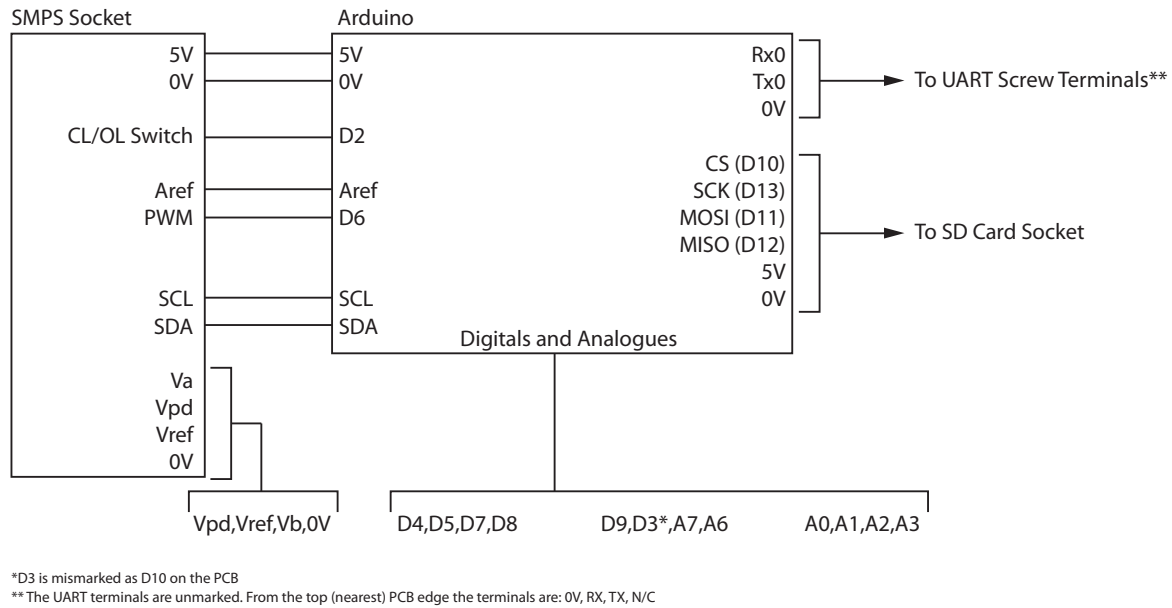 SMPS Socket
Arduino
5V
0V
CL/OL Switch
Aref
PWM
SCL
SDA
Va
Vpd
Vref
0V
5V
0V
D2
Aref
D6
SCL
SDA
Rx0
Tx0
0V
CS (D10)
SCK (D13)
MOSI (D11)
MISO (D12)
5V
0V
Digitals and Analogues
To UART Screw Terminals**
To SD Card Socket
Vpd,Vref,Vb,0V
D4,D5,D7,D8
D9,D3*,A7,A6
A0,A1,A2,A3
*D3 is mismarked as D10 on the PCB
** The UART terminals are unmarked. From the top (nearest) PCB edge the terminals are: 0V, RX, TX, N/C